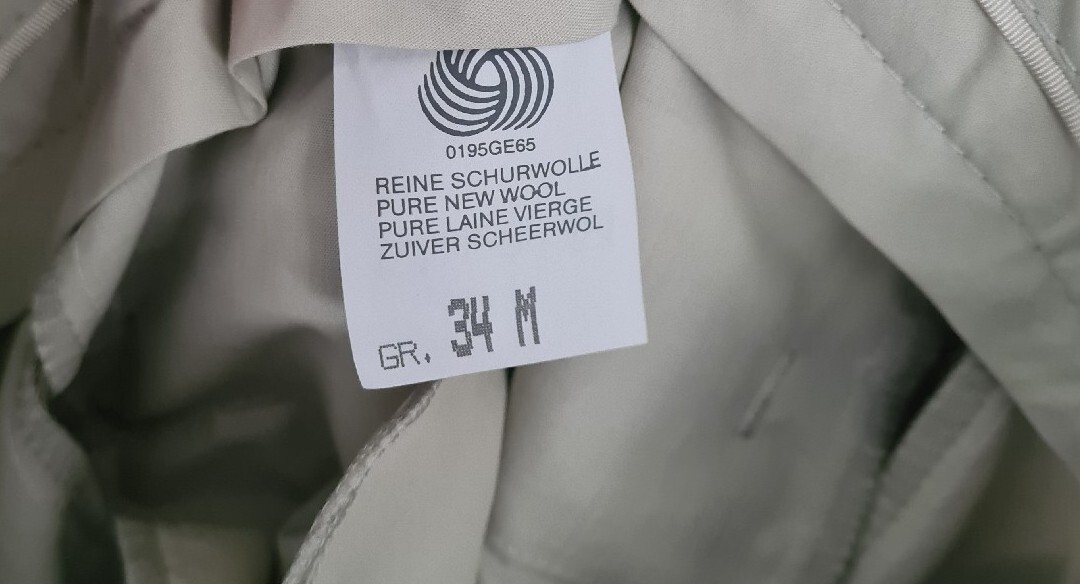 0195GE65
REINE SCHURWOLLE
PURE NEW WOOL
PURE LAINE VIERGE
ZUIVER SCHEERWOL
GR. 34 M